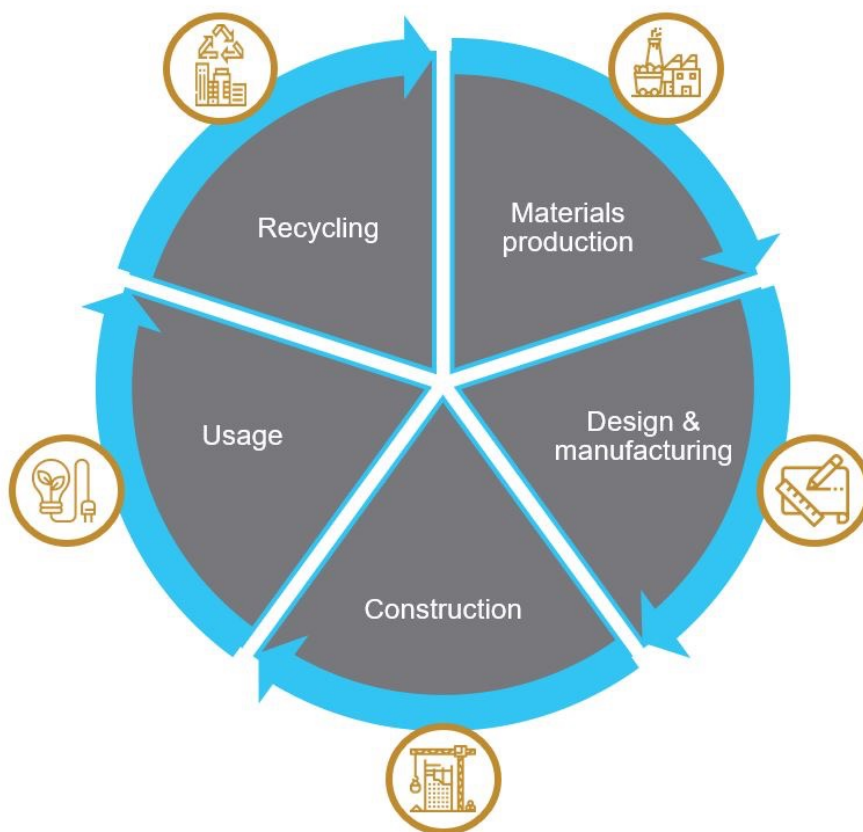 Recycling
Materials
production
Usage
Design &
manufacturing
Construction